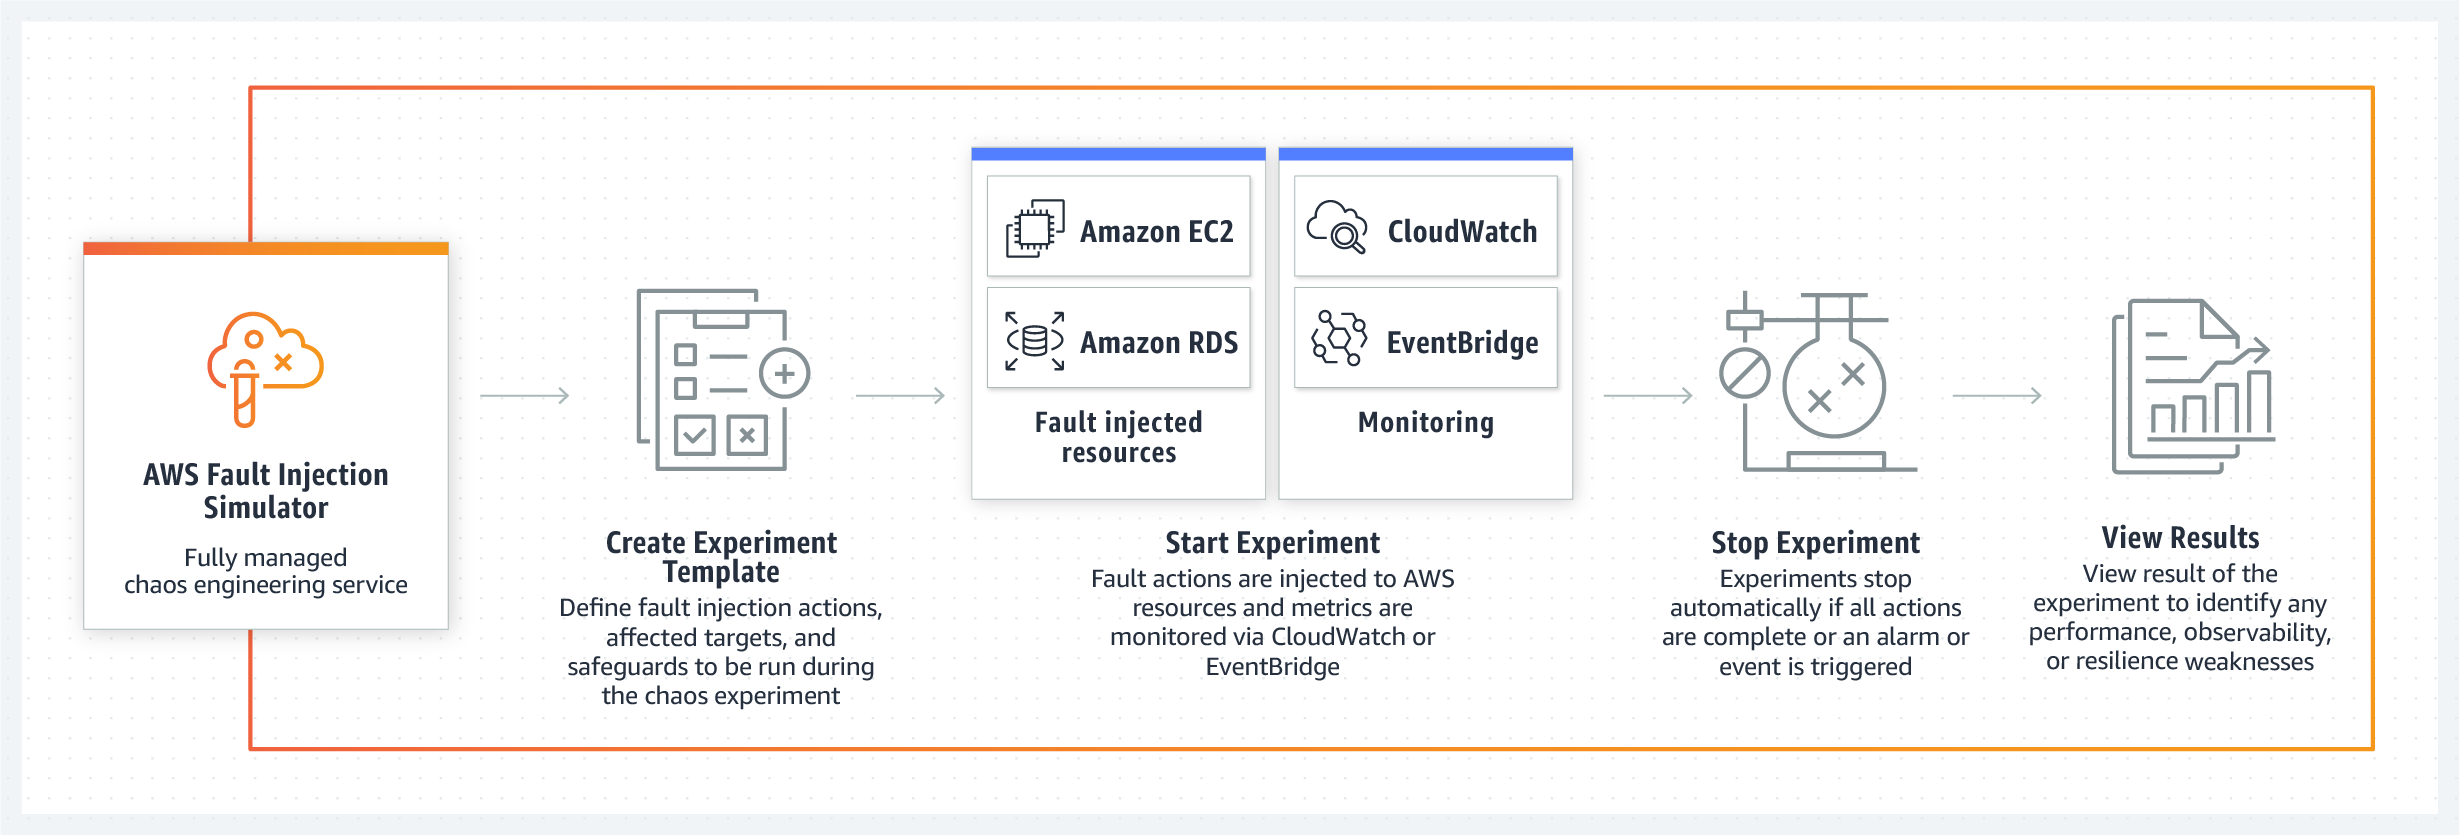 AWS Fault Injection
Simulator
Fully managed
chaos engineering service
Create Experiment
Template
Define fault injection actions,
affected targets, and
safeguards to be run during
the chaos experiment
Amazon EC2
Amazon RDS
Fault injected
resources
CloudWatch
EventBridge
Monitoring
Start Experiment
Fault actions are injected to AWS
resources and metrics are
monitored via CloudWatch or
EventBridge
Stop Experiment
Experiments stop
automatically if all actions
are complete or an alarm or
event is triggered
View Results
View result of the
experiment to identify any
performance, observability,
or resilience weaknesses